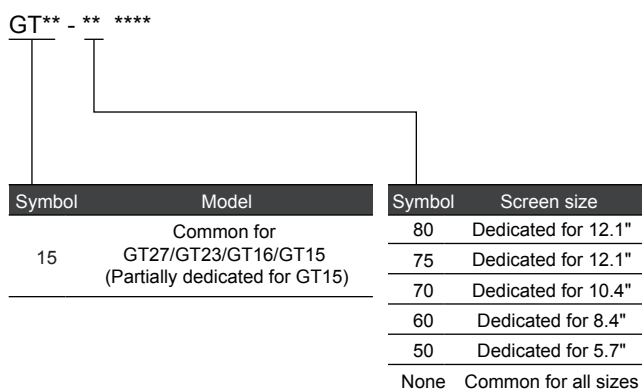 GT** - ** ****
Symbol Model
15 Common for
GT27/GT23/GT16/GT15
(Partially dedicated for GT15)
Symbol Screen size
80 Dedicated for 12.1"
75 Dedicated for 12.1"
70 Dedicated for 10.4"
60 Dedicated for 8.4"
50 Dedicated for 5.7"
None Common for all sizes